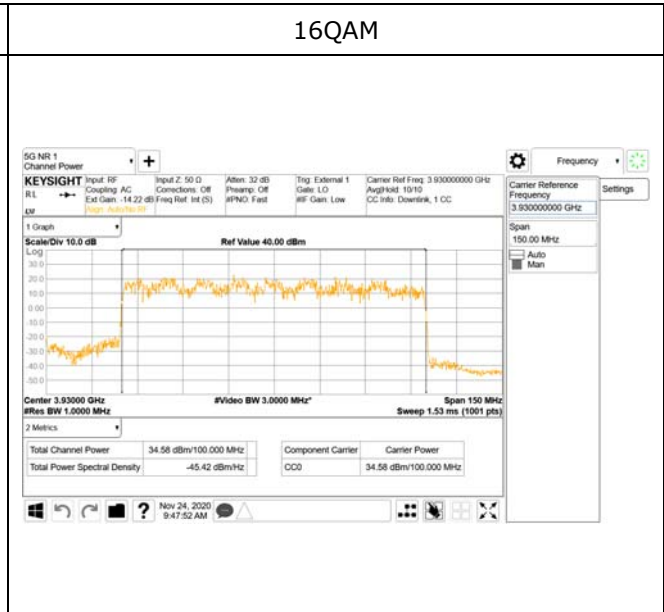 16QAM
5G NR 1
Channel Power
Frequency
KEYSIGHT
Input: RF
Input Z: 50 Ω
Atten: 32 dB
Trig: External 1
Carrier Ref Freq: 3.930000000 GHz
RL
Coupling: AC
Corrections: Off
Preamp: Off
Gate: LO
Avg|Hold: 10/10
Ext Gain: -14.22 dB
Freq Ref: Int (S)
#PNO: Fast
#IF Gain: Low
CC Info: Downlink, 1 CC
Align: Auto/No RF
Carrier Reference Frequency
3.930000000 GHz
Settings
Span
150.00 MHz
Auto
Man
1 Graph
Scale/Div 10.0 dB
Ref Value 40.00 dBm
Log
30.0
20.0
10.0
0.00
-10.0
-20.0
-30.0
-40.0
-50.0
Center 3.93000 GHz
#Video BW 3.0000 MHz*
Span 150 MHz
#Res BW 1.0000 MHz
Sweep 1.53 ms (1001 pts)
2 Metrics
Total Channel Power
34.58 dBm/100.000 MHz
Component Carrier
Carrier Power
Total Power Spectral Density
-45.42 dBm/Hz
CC0
34.58 dBm/100.000 MHz
Nov 24, 2020
9:47:52 AM